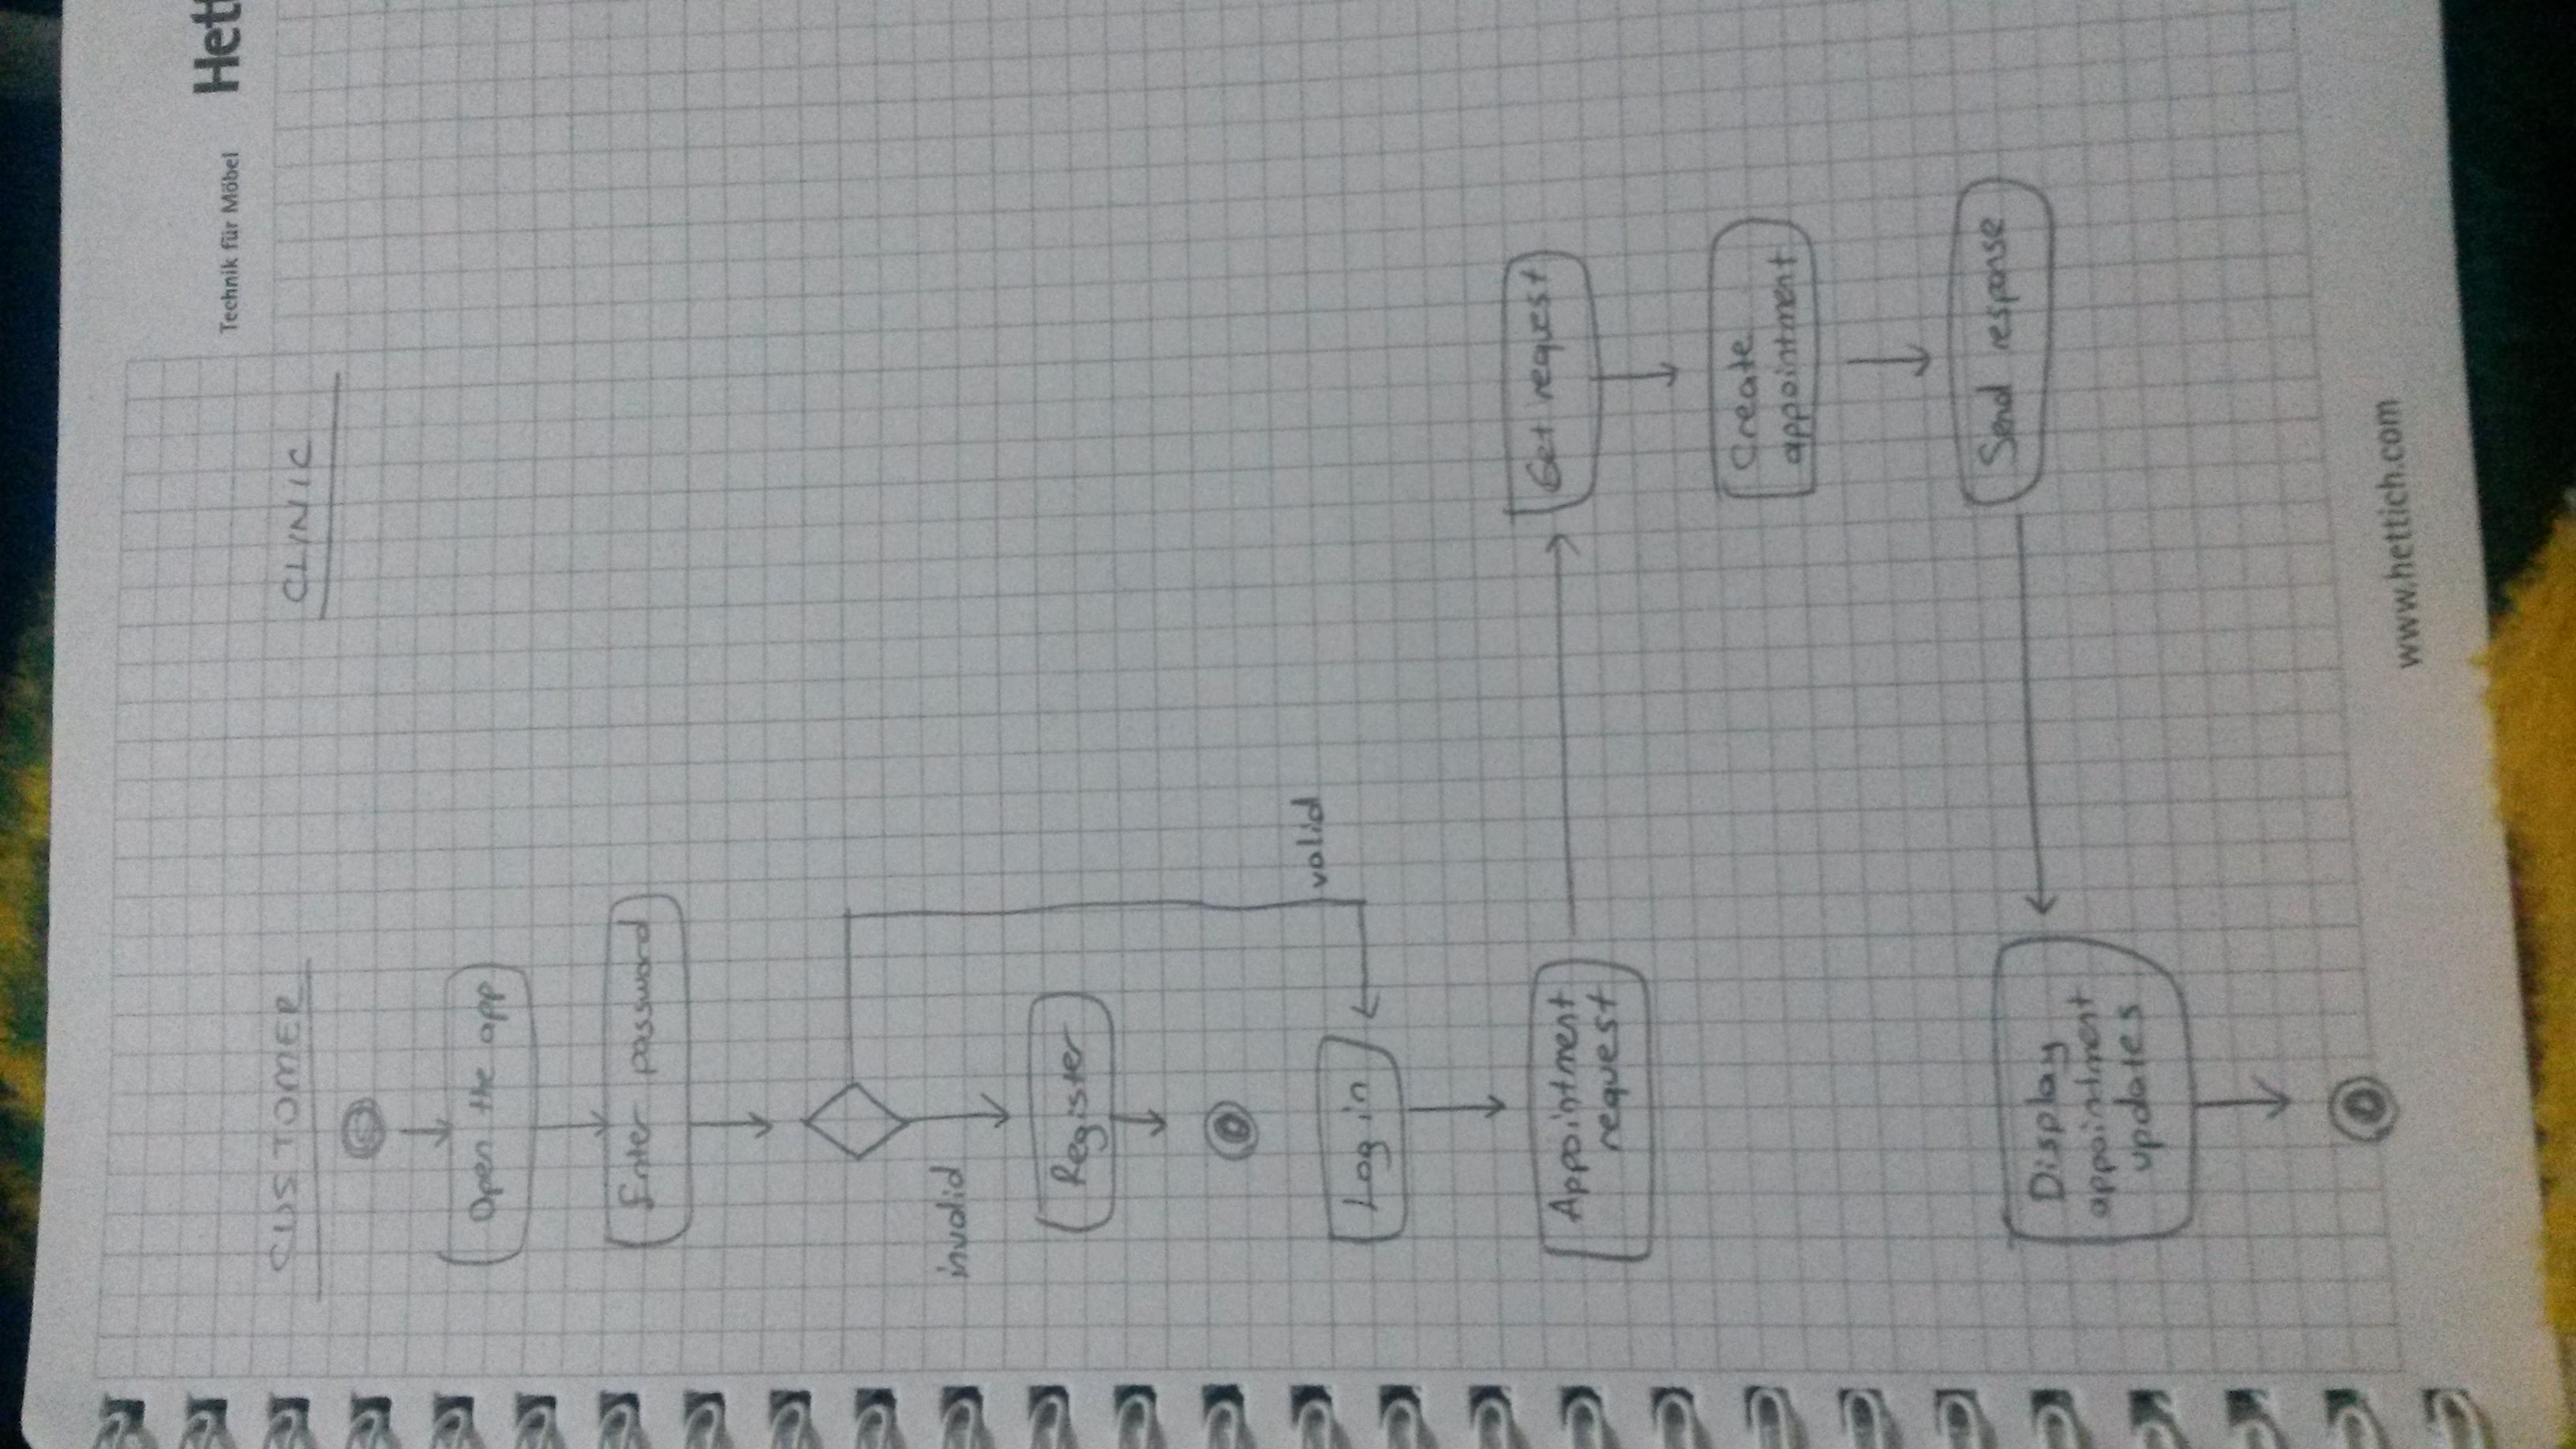 Technik für Möbel Hett
CUSTOMER
CLINIC
Open the app
Enter password
invalid
Register
valid
Log in
Appointment
request
Get request
Create
appointment
Send response
Display
appointment
updates
www.hettich.com